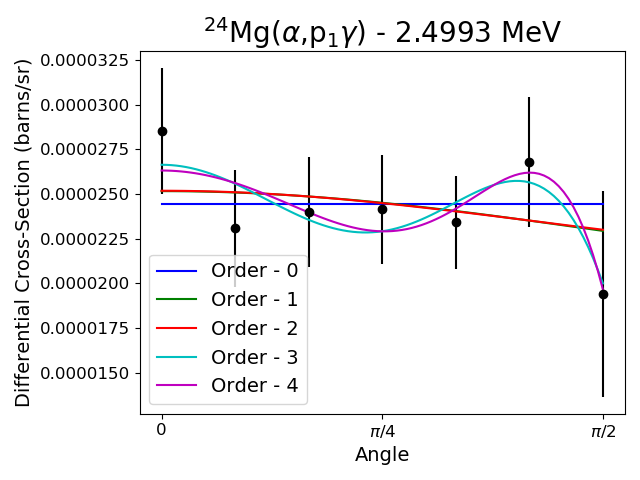 ²⁴Mg(α,p₁γ) - 2.4993 MeV
Differential Cross-Section (barns/sr)
0.0000325
0.0000300
0.0000275
0.0000250
0.0000225
0.0000200
0.0000175
0.0000150
Order - 0
Order - 1
Order - 2
Order - 3
Order - 4
0
π/4
π/2
Angle